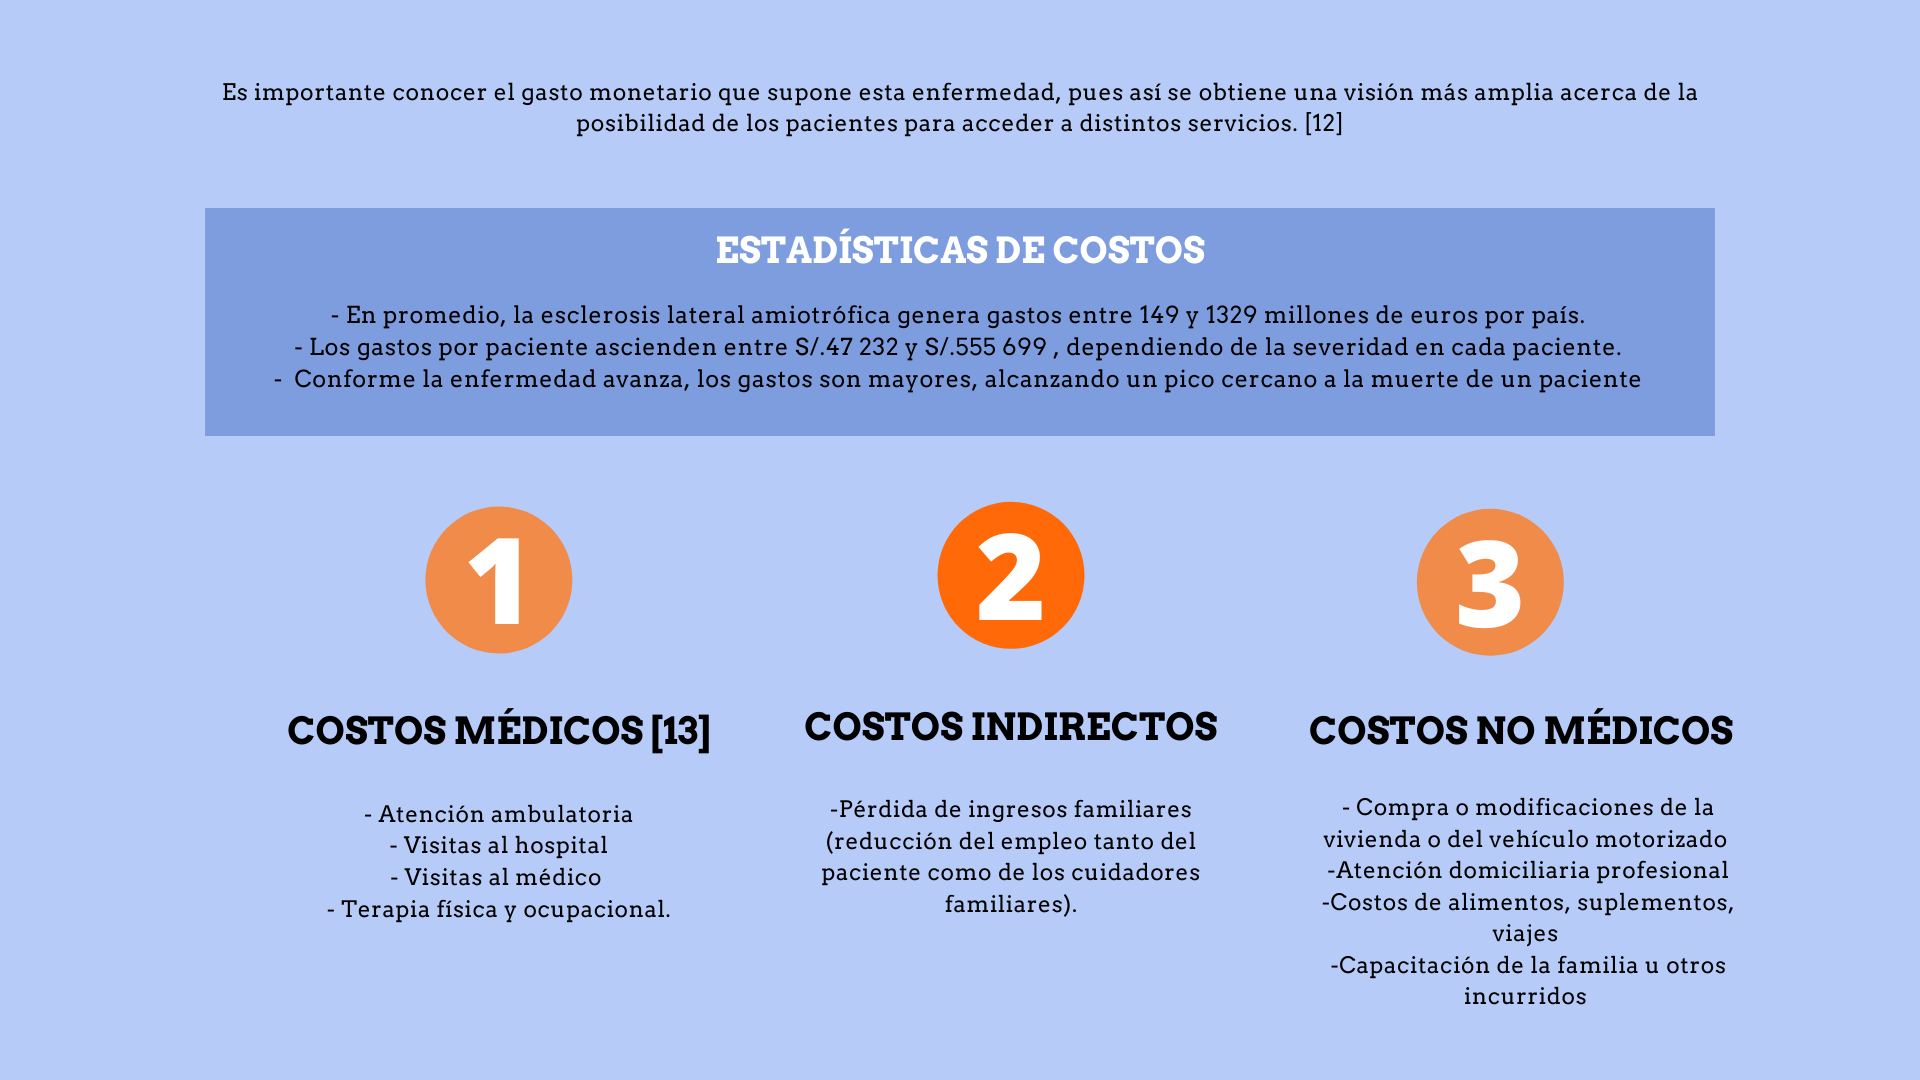 Es importante conocer el gasto monetario que supone esta enfermedad, pues así se obtiene una visión más amplia acerca de la
posibilidad de los pacientes para acceder a distintos servicios. [12]
ESTADÍSTICAS DE COSTOS
- En promedio, la esclerosis lateral amiotrófica genera gastos entre 149 y 1329 millones de euros por país.
- Los gastos por paciente ascienden entre S/.47 232 y S/.555 699 , dependiendo de la severidad en cada paciente.
- Conforme la enfermedad avanza, los gastos son mayores, alcanzando un pico cercano a la muerte de un paciente
1
COSTOS MÉDICOS [13]
- Atención ambulatoria
- Visitas al hospital
- Visitas al médico
- Terapia física y ocupacional.
2
COSTOS INDIRECTOS
-Pérdida de ingresos familiares
(reducción del empleo tanto del
paciente como de los cuidadores
familiares).
3
COSTOS NO MÉDICOS
- Compra o modificaciones de la
vivienda o del vehículo motorizado
-Atención domiciliaria profesional
-Costos de alimentos, suplementos,
viajes
-Capacitación de la familia u otros
incurridos